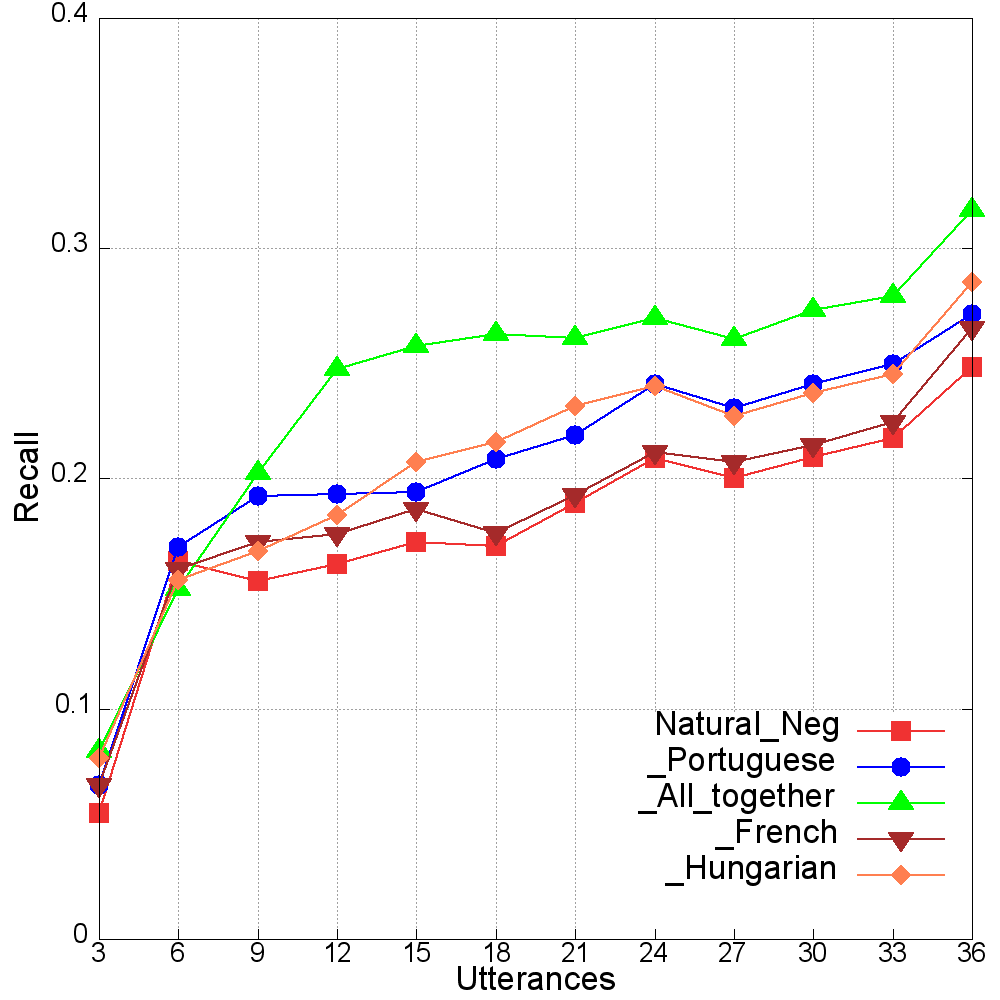 0.4
0.3
0.2
0.1
0
Recall
Natural_Neg
_Portuguese
_All_together
_French
_Hungarian
3 6 9 12 15 18 21 24 27 30 33 36
Utterances